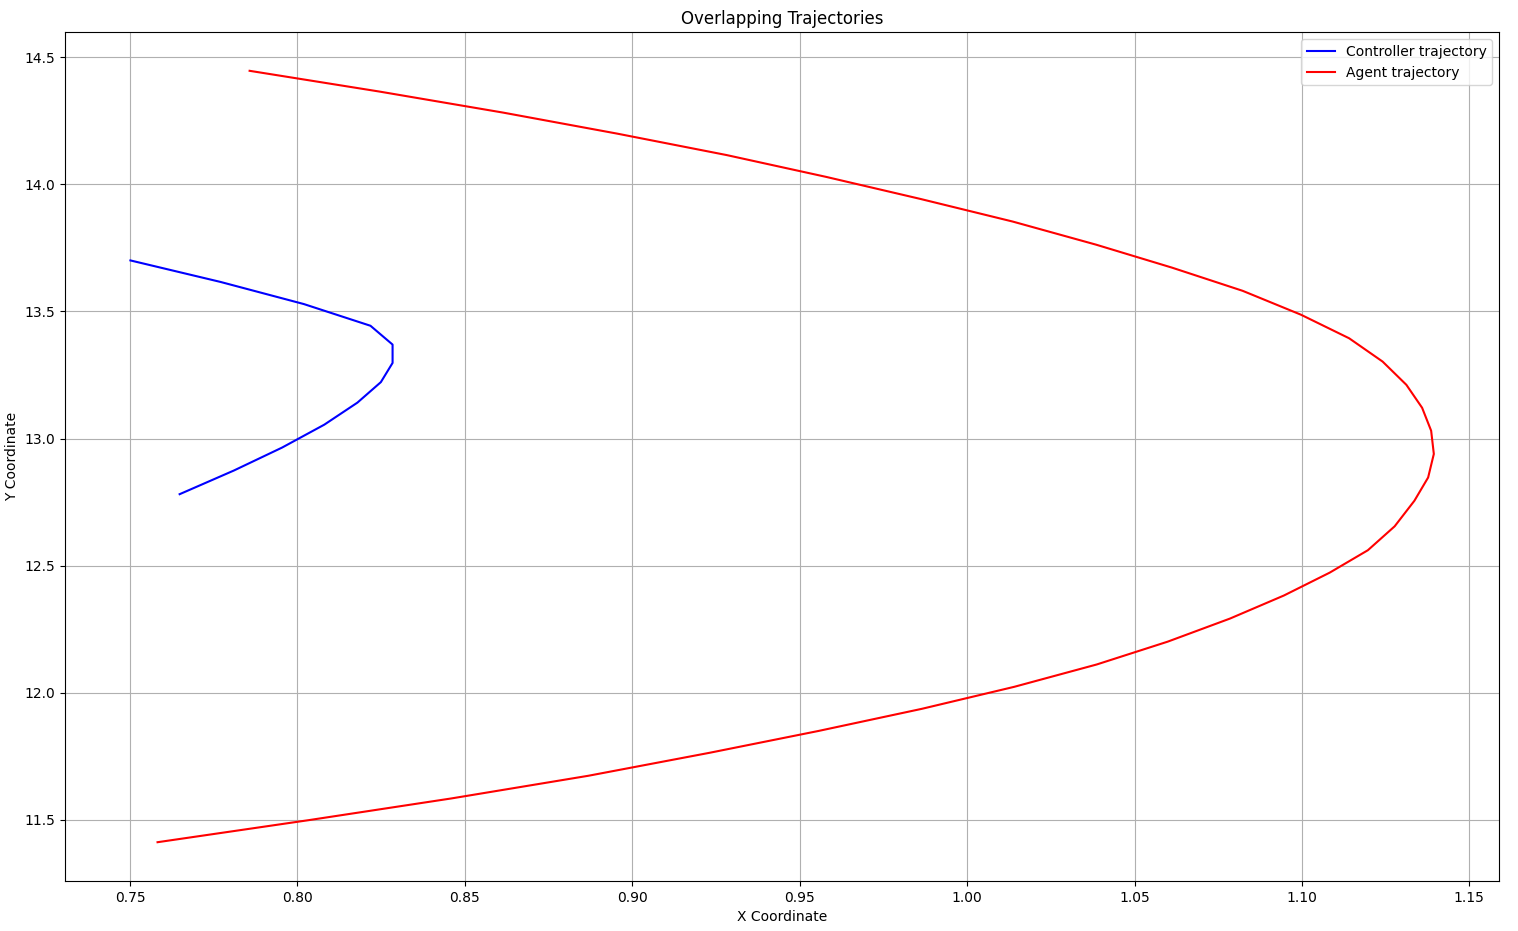 Overlapping Trajectories
Controller trajectory
Agent trajectory
14.5
14.0
13.5
13.0
12.5
12.0
11.5
Y Coordinate
0.75 0.80 0.85 0.90 0.95 1.00 1.05 1.10 1.15
X Coordinate